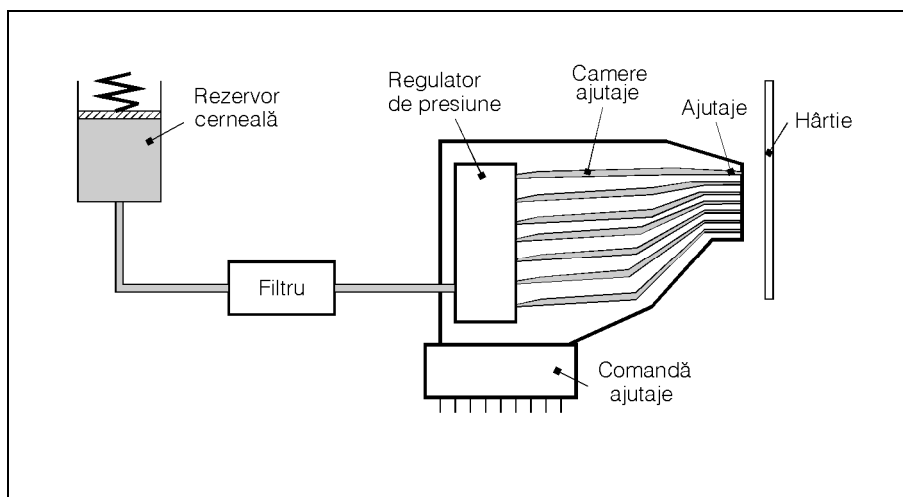 Rezervor
cerneală
Regulator
de presiune
Camere
ajutaje
Ajutaje
Hârtie
Filtru
Comandă
ajutaje